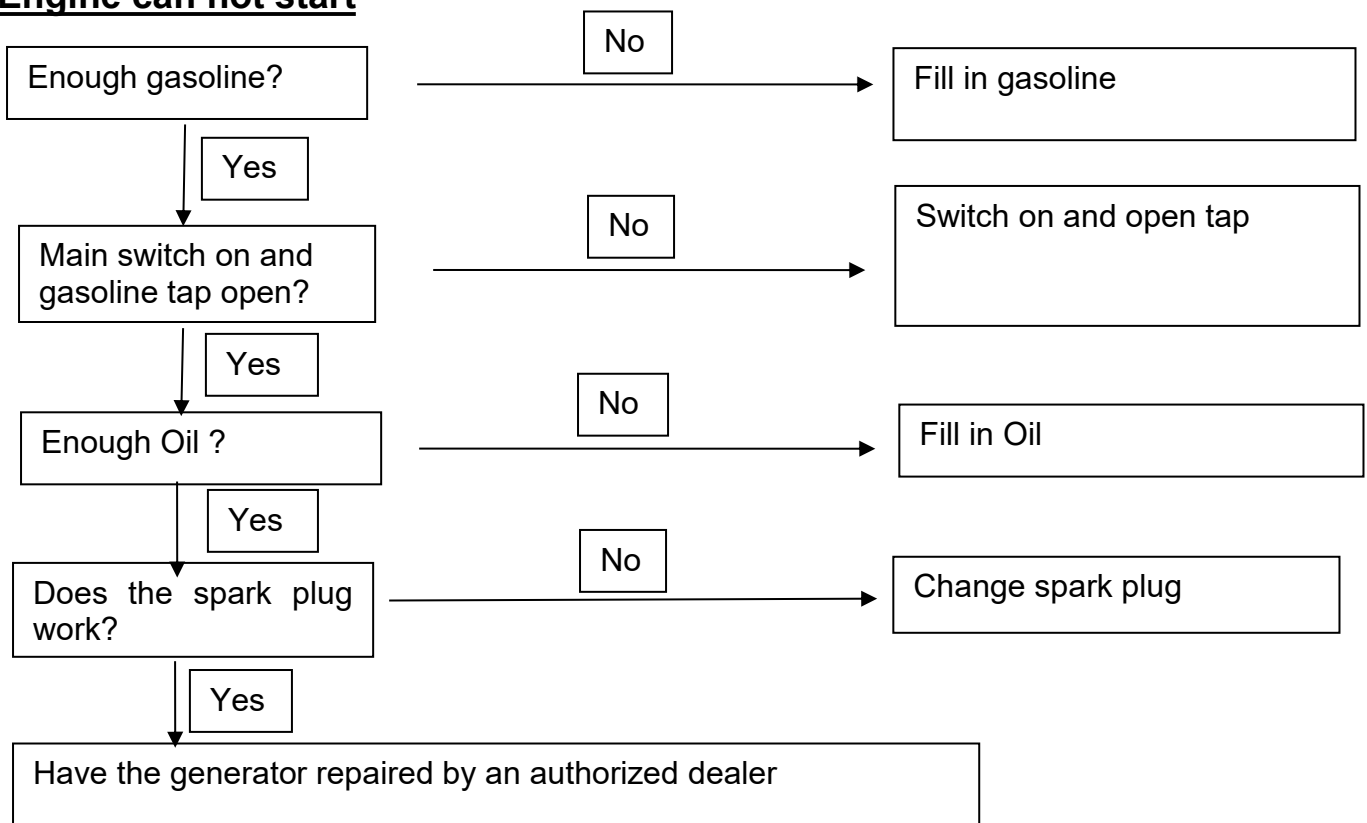 Engine can not start
No
Enough gasoline?
Fill in gasoline
Yes
No
Switch on and open tap
Main switch on and
gasoline tap open?
Yes
No
Enough Oil ?
Fill in Oil
Yes
No
Does the spark plug
work?
Change spark plug
Yes
Have the generator repaired by an authorized dealer